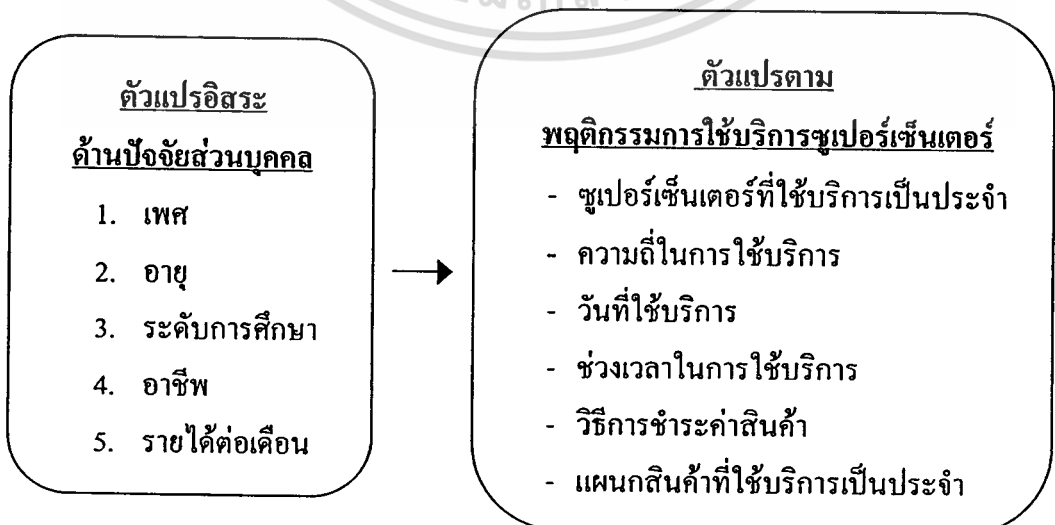 ตัวแปรอิสระ
ด้านปัจจัยส่วนบุคคล
1. เพศ
2. อายุ
3. ระดับการศึกษา
4. อาชีพ
5. รายได้ต่อเดือน
ตัวแปรตาม
พฤติกรรมการใช้บริการซูเปอร์เซ็นเตอร์
- ซูเปอร์เซ็นเตอร์ที่ใช้บริการเป็นประจำ
- ความถี่ในการใช้บริการ
- วันที่ใช้บริการ
- ช่วงเวลาในการใช้บริการ
- วิธีการชำระค่าสินค้า
- แผนกสินค้าที่ใช้บริการเป็นประจำ